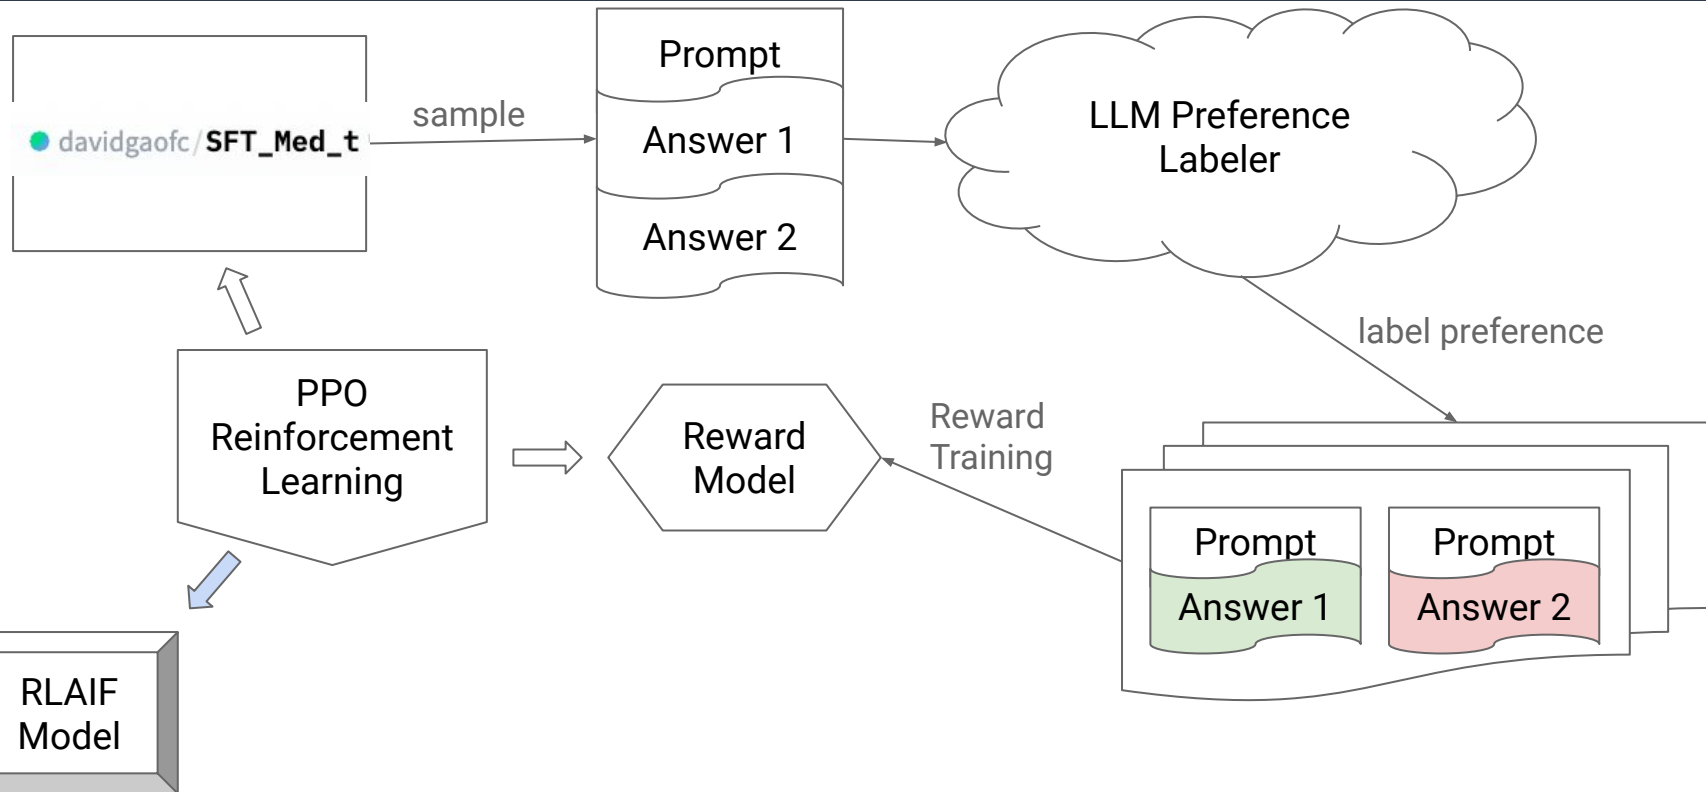 davidgaofc/SFT_Med_t
sample
Prompt
Answer 1
Answer 2
LLM Preference
Labeler
label preference
PPO
Reinforcement
Learning
Reward
Model
Reward
Training
Prompt
Answer 1
Prompt
Answer 2
RLAIF
Model